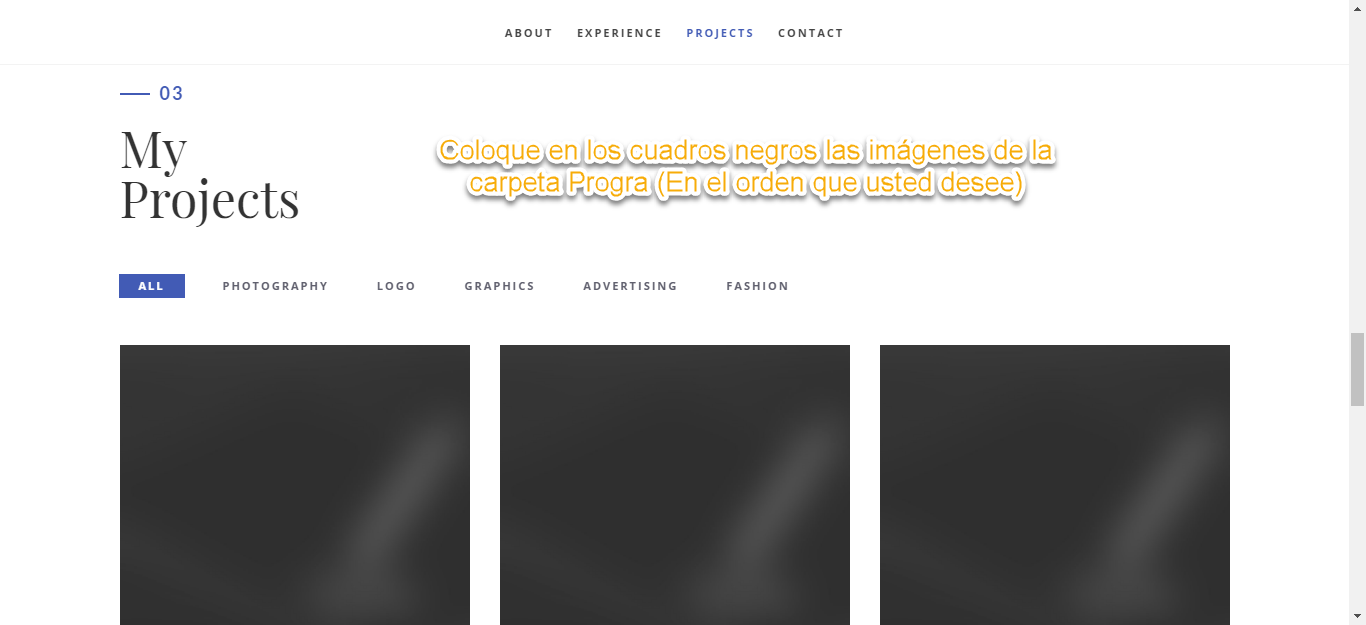 ABOUT EXPERIENCE PROJECTS CONTACT
03
My
Projects
Coloque en los cuadros negros las imágenes de la
carpeta Progra (En el orden que usted desee)
ALL PHOTOGRAPHY LOGO GRAPHICS ADVERTISING FASHION